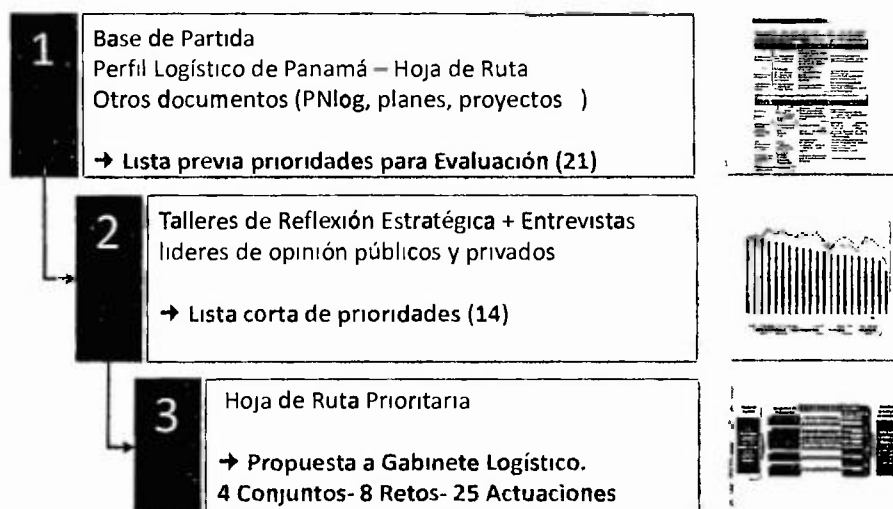 1
Base de Partida
Perfil Logístico de Panamá – Hoja de Ruta
Otros documentos (PNlog, planes, proyectos )
→ Lista previa prioridades para Evaluación (21)
2
Talleres de Reflexión Estratégica + Entrevistas
lideres de opinión públicos y privados
→ Lista corta de prioridades (14)
3
Hoja de Ruta Prioritaria
→ Propuesta a Gabinete Logístico.
4 Conjuntos- 8 Retos- 25 Actuaciones